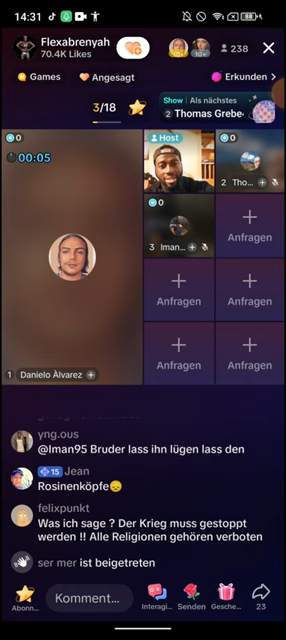 14:31
Flexabrenyah
70.4K Likes
10+
10+
238
Games
Angesagt
Erkunden >
3/18
Show | Als nächstes
2 Thomas Grebe
0
00:05
Host
0
2 Tho...
0
3 Iman...
Anfragen
Anfragen
Anfragen
Anfragen
Anfragen
1 Danielo Àlvarez
yng.ous
@Iman95 Bruder lass ihn lügen lass den
15 Jean
Rosinenköpfe😞
felixpunkt
Was ich sage ? Der Krieg muss gestoppt
werden !! Alle Religionen gehören verboten
ser mer ist beigetreten
Abonn...
Komment...
Interagi...
Senden
Gesche...
23